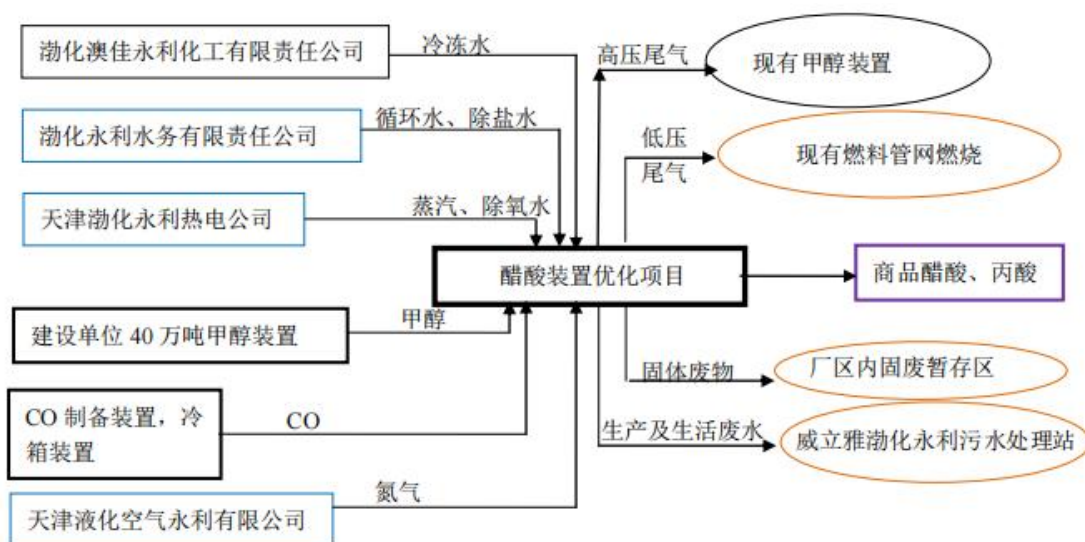 渤化澳佳永利化工有限责任公司
冷冻水
高压尾气
现有甲醇装置
渤化永利水务有限责任公司
循环水、除盐水
低压
尾气
现有燃料管网燃烧
天津渤化永利热电公司
蒸汽、除氧水
醋酸装置优化项目
商品醋酸、丙酸
建设单位 40 万吨甲醇装置
甲醇
固体废物
厂区内固废暂存区
CO 制备装置，冷
箱装置
CO
生产及生活废水
威立雅渤化永利污水处理站
天津液化空气永利有限公司
氮气